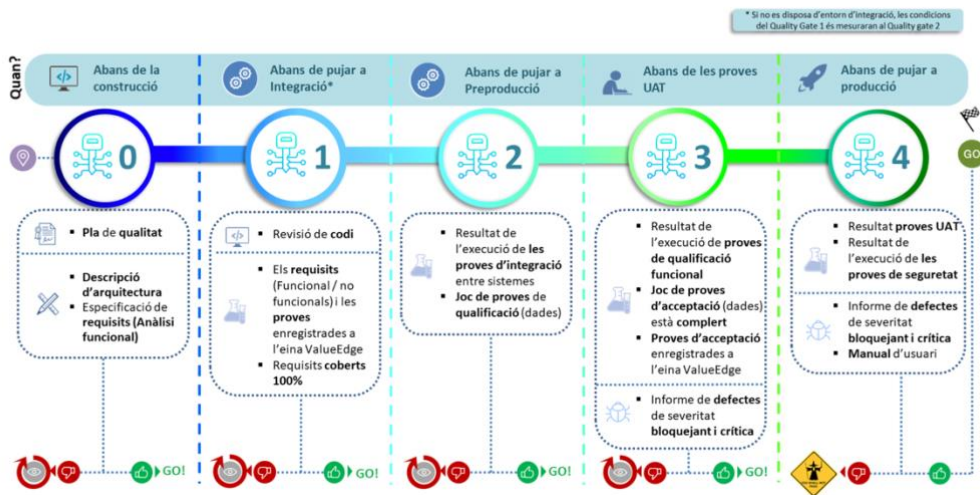 * Si no es disposa d'entorn d'integració, les condicions
del Quality Gate 1 és mesuraran al Quality gate 2
Quan?
Abans de la
construcció
Abans de pujar a
Integració*
Abans de pujar a
Preproducció
Abans de les proves
UAT
Abans de pujar a
producció
0
1
2
3
4
GO!
▪ Pla de qualitat
▪ Descripció
d'arquitectura
▪ Especificació de
requisits (Anàlisi
funcional)
▪ Revisió de codi
▪ Els requisits
(Funcional / no
funcionals) i les
proves
enregistrades a
l'eina ValueEdge
▪ Requisits coberts
100%
▪ Resultat de
l'execució de les
proves d'integració
entre sistemes
▪ Joc de proves de
qualificació (dades)
▪ Resultat de
l'execució de proves
de qualificació
funcional
▪ Joc de proves
d'acceptació (dades)
està complert
▪ Proves d'acceptació
enregistrades a
l'eina ValueEdge
▪ Informe de defectes
de severitat
bloquejant i crítica
▪ Resultat proves UAT
▪ Resultat de
l'execució de les
proves de seguretat
▪ Informe de defectes
de severitat
bloquejant i crítica
▪ Manual d'usuari
GO!
GO!
GO!
GO!
GO!